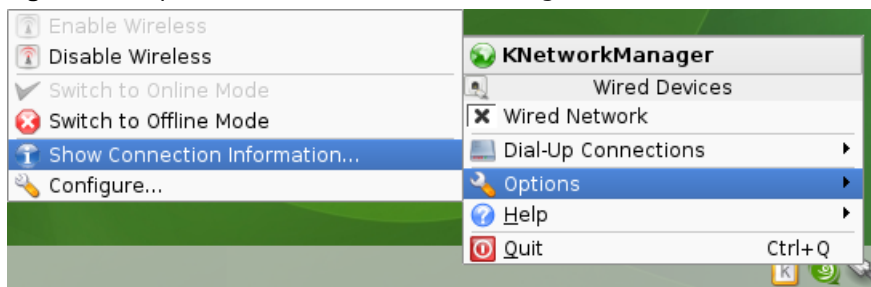 Enable Wireless
Disable Wireless
Switch to Online Mode
Switch to Offline Mode
Show Connection Information...
Configure...
KNetworkManager
Wired Devices
Wired Network
Dial-Up Connections
Options
Help
Quit Ctrl+Q
K